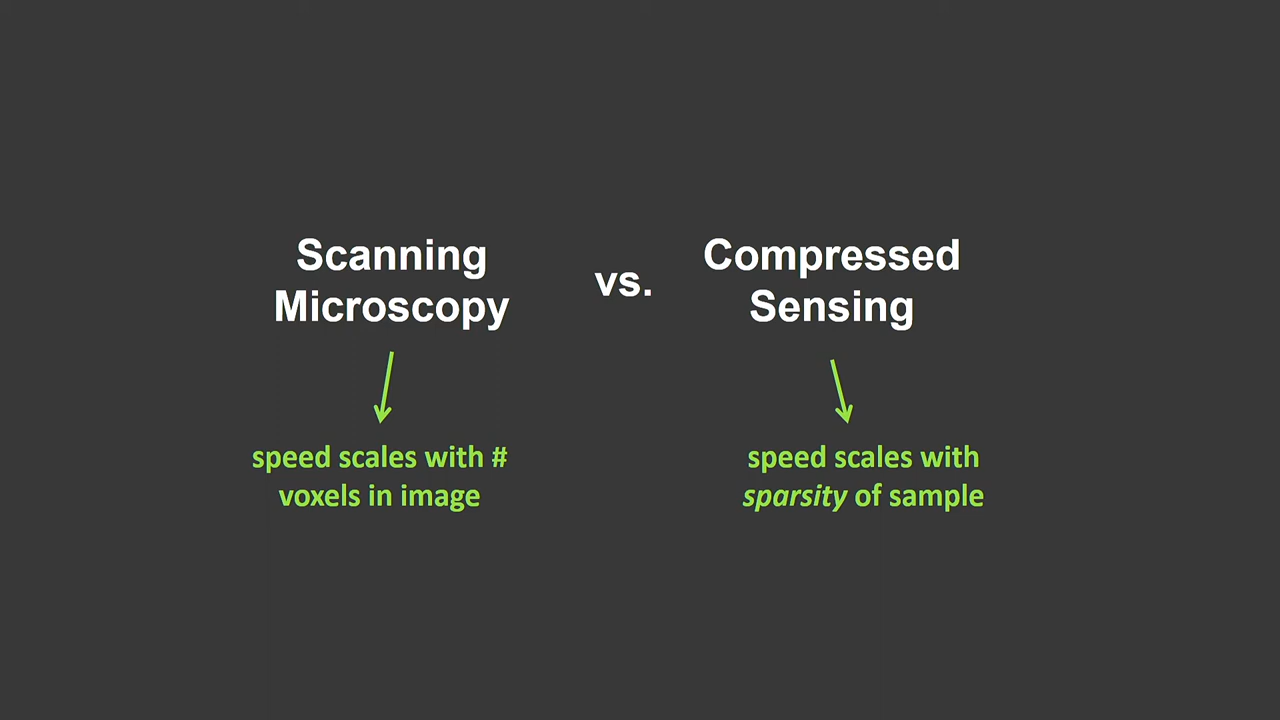 Scanning
Microscopy
vs.
Compressed
Sensing
speed scales with #
voxels in image
speed scales with
sparsity of sample